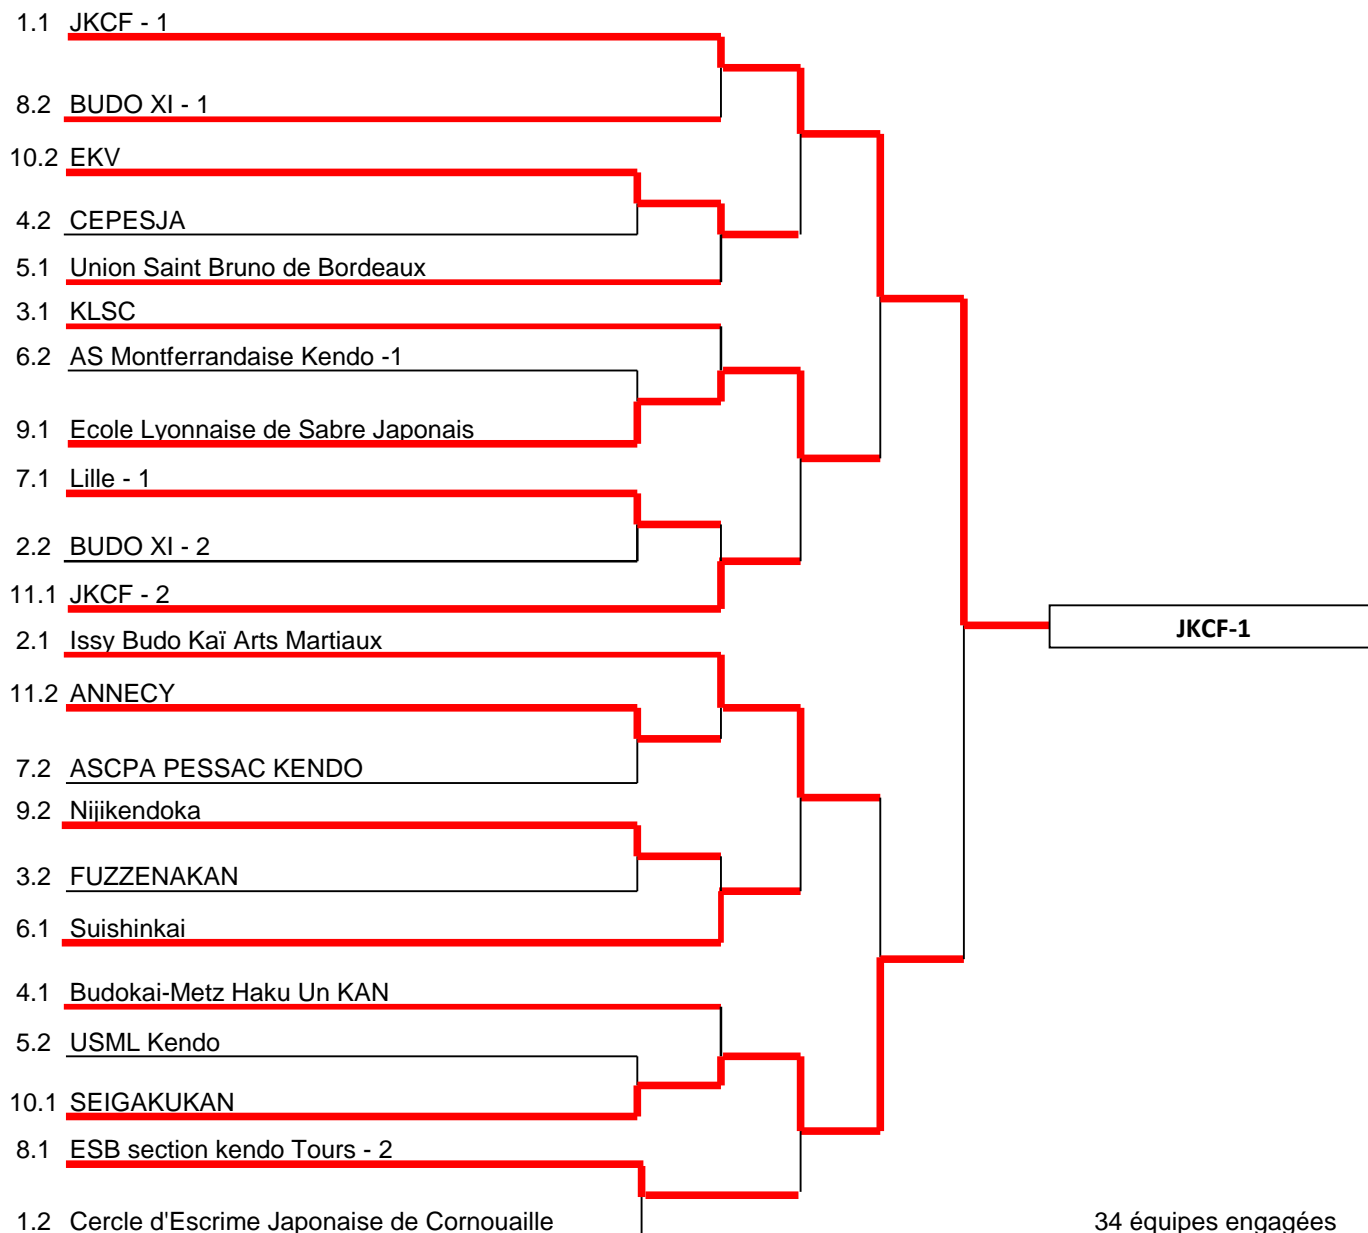 1.1 JKCF - 1
8.2 BUDO XI - 1
10.2 EKV
4.2 CEPESJA
5.1 Union Saint Bruno de Bordeaux
3.1 KLSC
6.2 AS Montferrandaise Kendo -1
9.1 Ecole Lyonnaise de Sabre Japonais
7.1 Lille - 1
2.2 BUDO XI - 2
11.1 JKCF - 2
JKCF-1
2.1 Issy Budo Kaï Arts Martiaux
11.2 ANNECY
7.2 ASCPA PESSAC KENDO
9.2 Nijikendoka
3.2 FUZZENAKAN
6.1 Suishinkai
4.1 Budokai-Metz Haku Un KAN
5.2 USML Kendo
10.1 SEIGAKUKAN
8.1 ESB section kendo Tours - 2
1.2 Cercle d'Escrime Japonaise de Cornouaille
34 équipes engagées